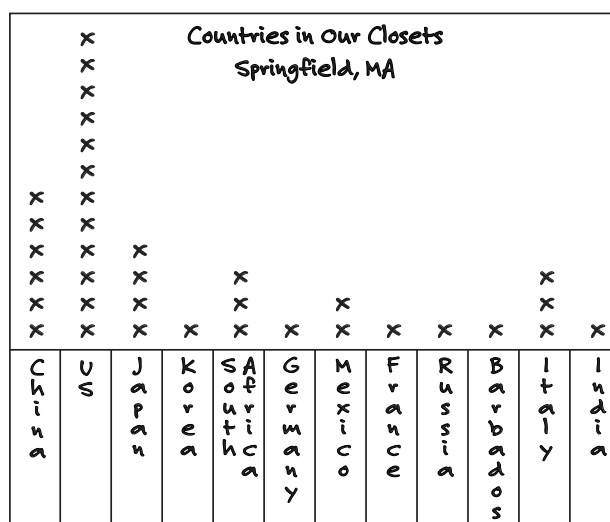 Countries in Our Closets
Springfield, MA
China
US
Japan
Korea
South Africa
Germany
Mexico
France
Russia
Barbados
Italy
India